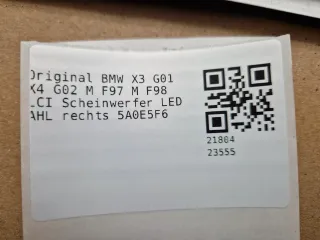 Original BMW X3 G01
X4 G02 M F97 M F98
LCI Scheinwerfer LED
AHL rechts 5A0E5F6
21804
23555